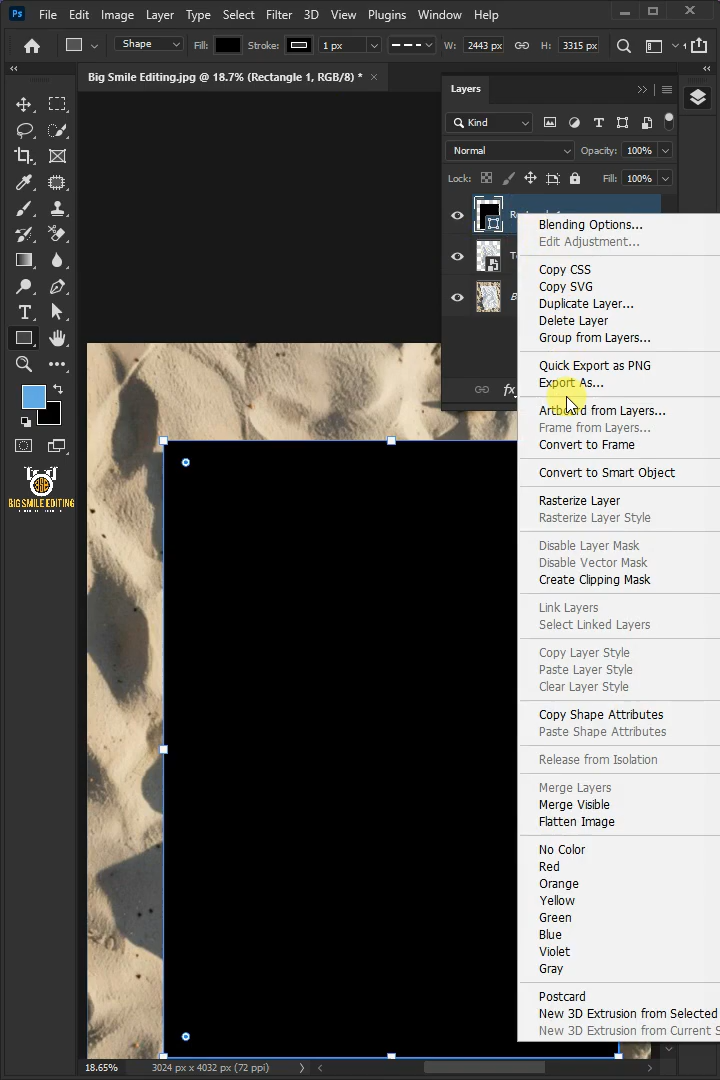 Ps File Edit Image Layer Type Select Filter 3D View Plugins Window Help
Shape Fill: Stroke: 1 px W: 2443 px H: 3315 px
Big Smile Editing.jpg @ 18.7% (Rectangle 1, RGB/8) *
Layers
Kind
Normal Opacity: 100%
Lock: Fill: 100%
fx
Blending Options...
Edit Adjustment...
Copy CSS
Copy SVG
Duplicate Layer...
Delete Layer
Group from Layers...
Quick Export as PNG
Export As...
Artboard from Layers...
Frame from Layers...
Convert to Frame
Convert to Smart Object
Rasterize Layer
Rasterize Layer Style
Disable Layer Mask
Disable Vector Mask
Create Clipping Mask
Link Layers
Select Linked Layers
Copy Layer Style
Paste Layer Style
Clear Layer Style
Copy Shape Attributes
Paste Shape Attributes
Release from Isolation
Merge Layers
Merge Visible
Flatten Image
No Color
Red
Orange
Yellow
Green
Blue
Violet
Gray
Postcard
New 3D Extrusion from Selected
New 3D Extrusion from Current S
BIG SMILE EDITING
18.65% 3024 px x 4032 px (72 ppi)